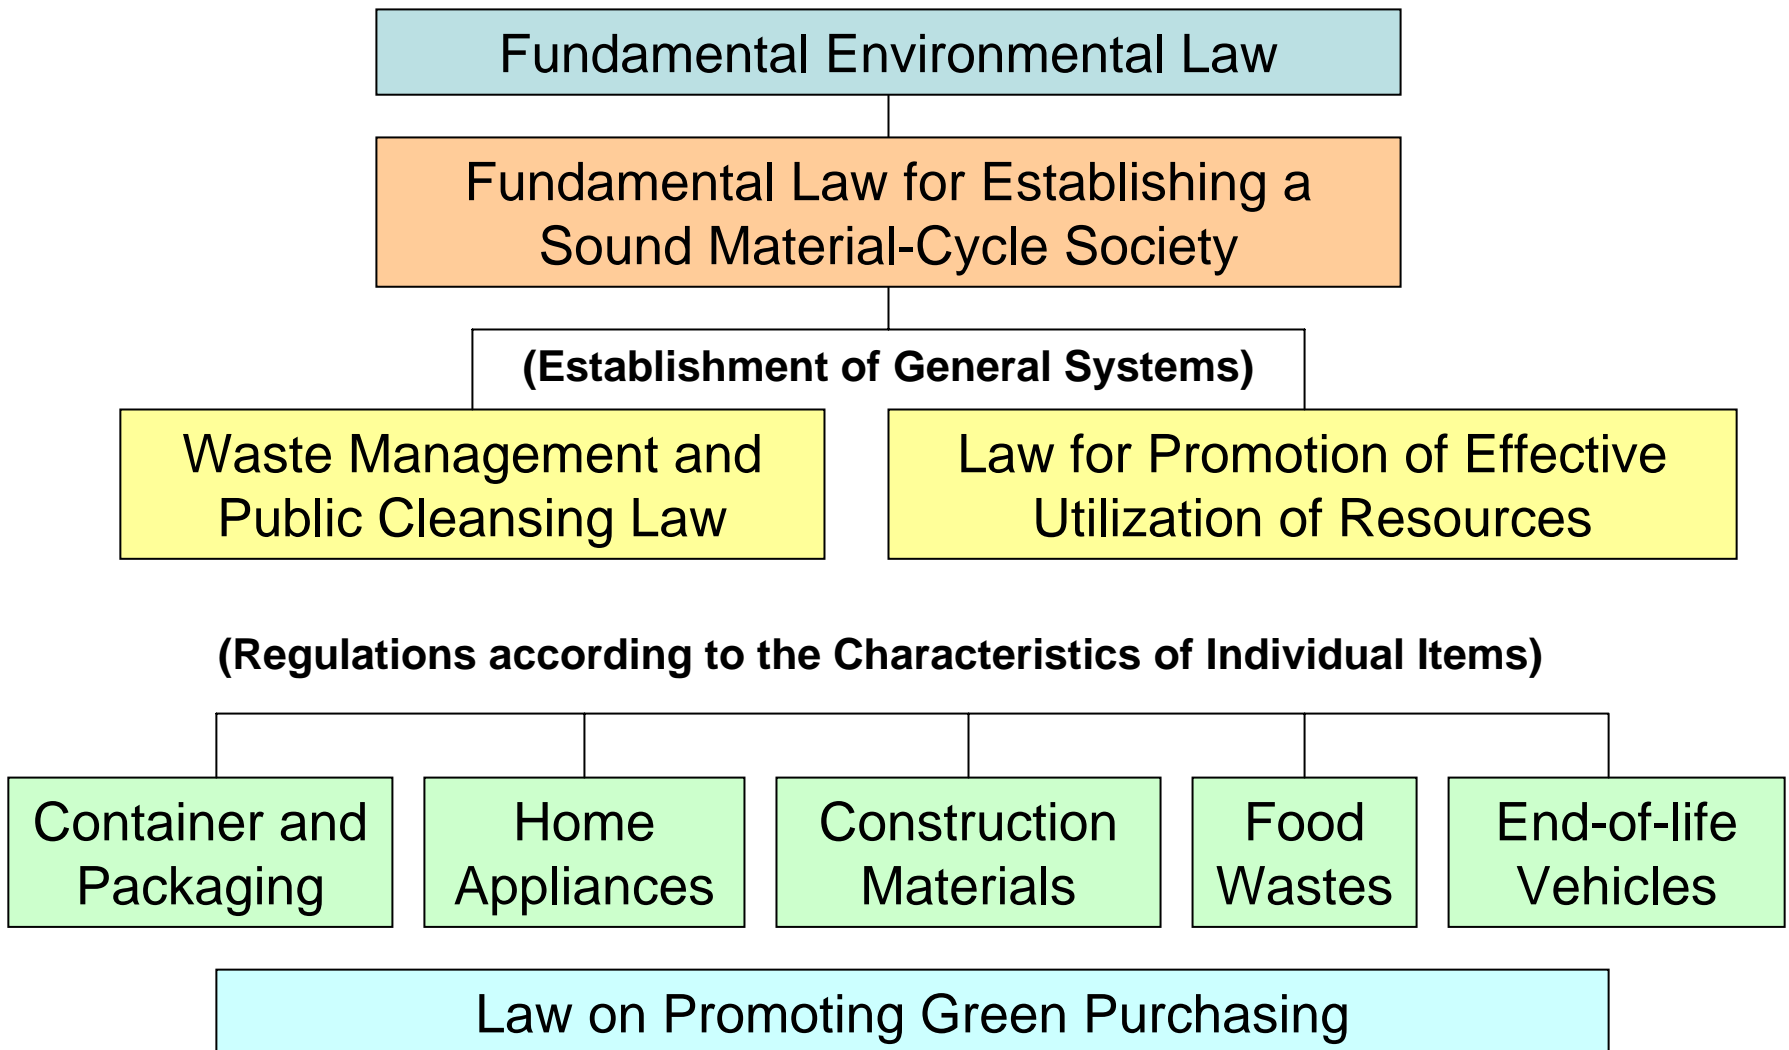 Fundamental Environmental Law
Fundamental Law for Establishing a
Sound Material-Cycle Society
(Establishment of General Systems)
Waste Management and
Public Cleansing Law
Law for Promotion of Effective
Utilization of Resources
(Regulations according to the Characteristics of Individual Items)
Container and
Packaging
Home
Appliances
Construction
Materials
Food
Wastes
End-of-life
Vehicles
Law on Promoting Green Purchasing